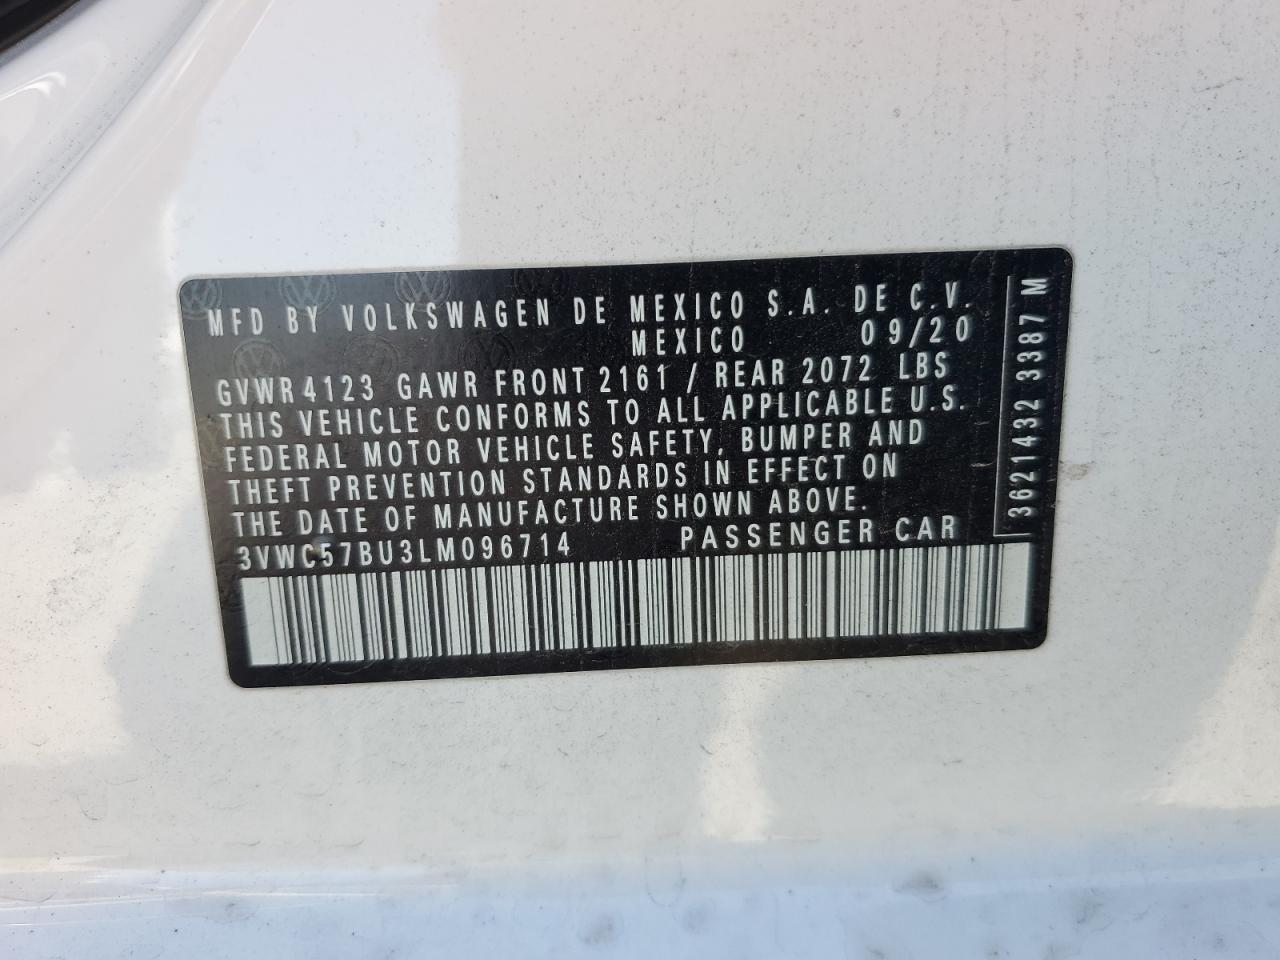 MFD BY VOLKSWAGEN DE MEXICO S.A. DE C.V.
MEXICO 09/20
GVWR 4123 GAWR FRONT 2161 / REAR 2072 LBS
THIS VEHICLE CONFORMS TO ALL APPLICABLE U.S.
FEDERAL MOTOR VEHICLE SAFETY, BUMPER AND
THEFT PREVENTION STANDARDS IN EFFECT ON
THE DATE OF MANUFACTURE SHOWN ABOVE.
3VWC57BU3LM096714 PASSENGER CAR
3621432 3387 M